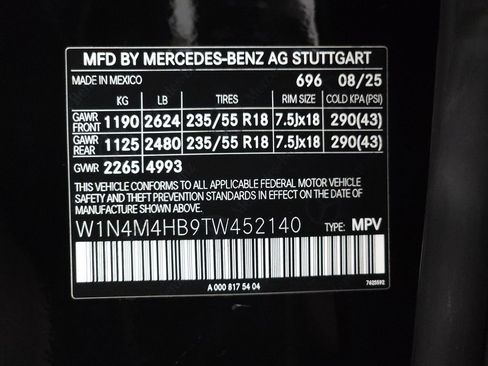 MFD BY MERCEDES-BENZ AG STUTTGART
MADE IN MEXICO 696 08/25
KG LB TIRES RIM SIZE COLD KPA(PSI)
GAWR FRONT 1190 2624 235/55 R18 7.5Jx18 290(43)
GAWR REAR 1125 2480 235/55 R18 7.5Jx18 290(43)
GVWR 2265 4993
THIS VEHICLE CONFORMS TO ALL APPLICABLE FEDERAL MOTOR VEHICLE
SAFETY AND THEFT PREVENTION STANDARDS IN EFFECT ON THE DATE OF
MANUFACTURE SHOWN ABOVE.
W1N4M4HB9TW452140 TYPE: MPV
A 000 817 54 04